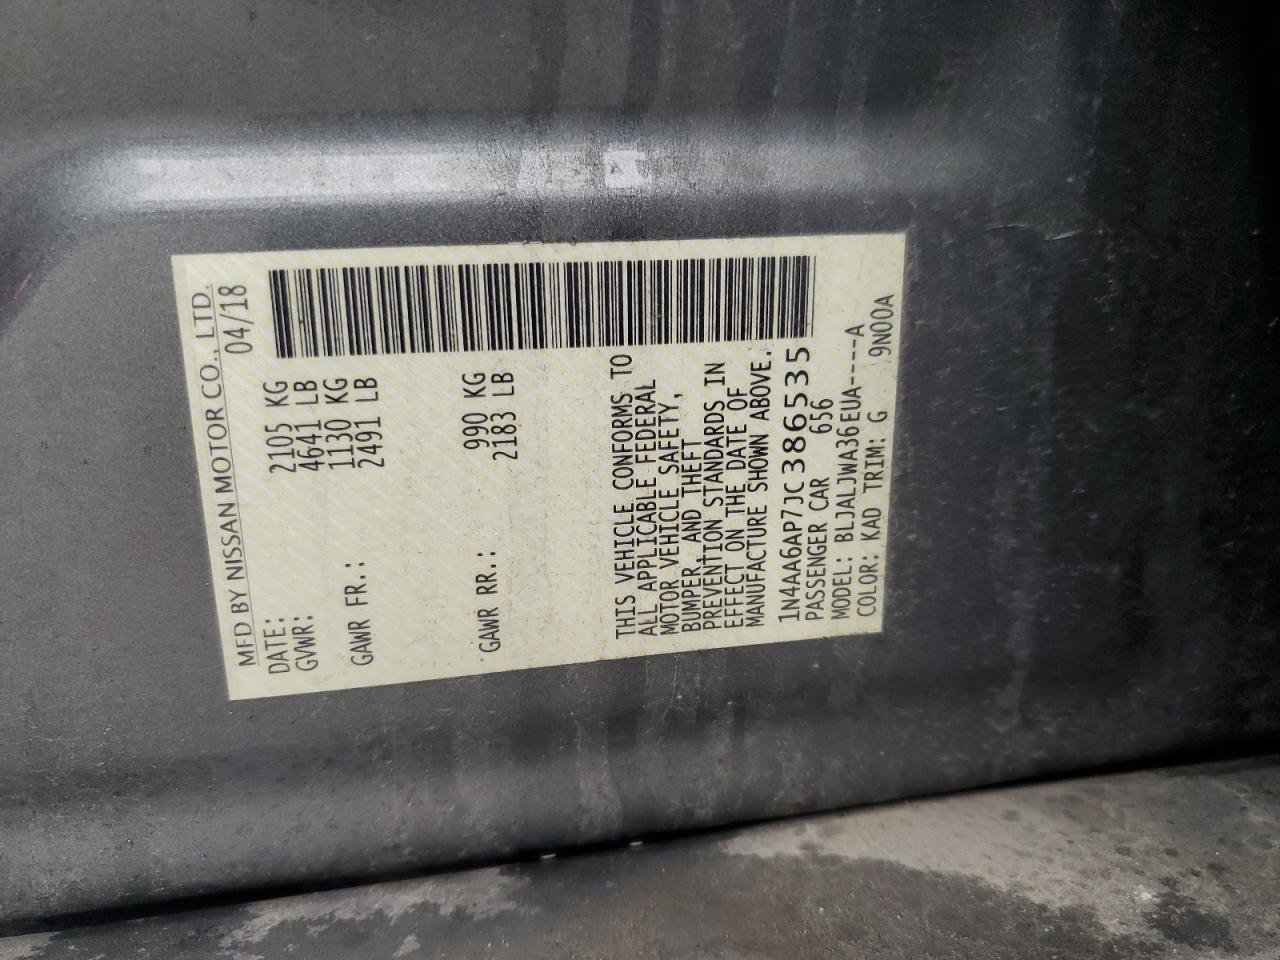 MFD BY NISSAN MOTOR CO., LTD.
DATE: 04/18
GVWR: 2105 KG
4641 LB
GAWR FR.: 1130 KG
2491 LB
GAWR RR.: 990 KG
2183 LB
THIS VEHICLE CONFORMS TO
ALL APPLICABLE FEDERAL
MOTOR VEHICLE SAFETY,
BUMPER, AND THEFT
PREVENTION STANDARDS IN
EFFECT ON THE DATE OF
MANUFACTURE SHOWN ABOVE.
1N4AA6AP7JC386535
PASSENGER CAR 656
MODEL: BLJALJWA36EUA----A
COLOR: KAD TRIM: G 9N00A